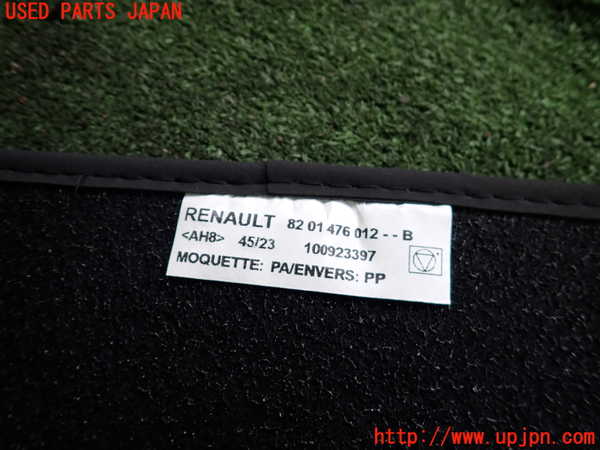 USED PARTS JAPAN
RENAULT 82 01 476 012 - - B
<AH8> 45/23 100923397
MOQUETTE: PA/ENVERS: PP
http://www.upjpn.com/